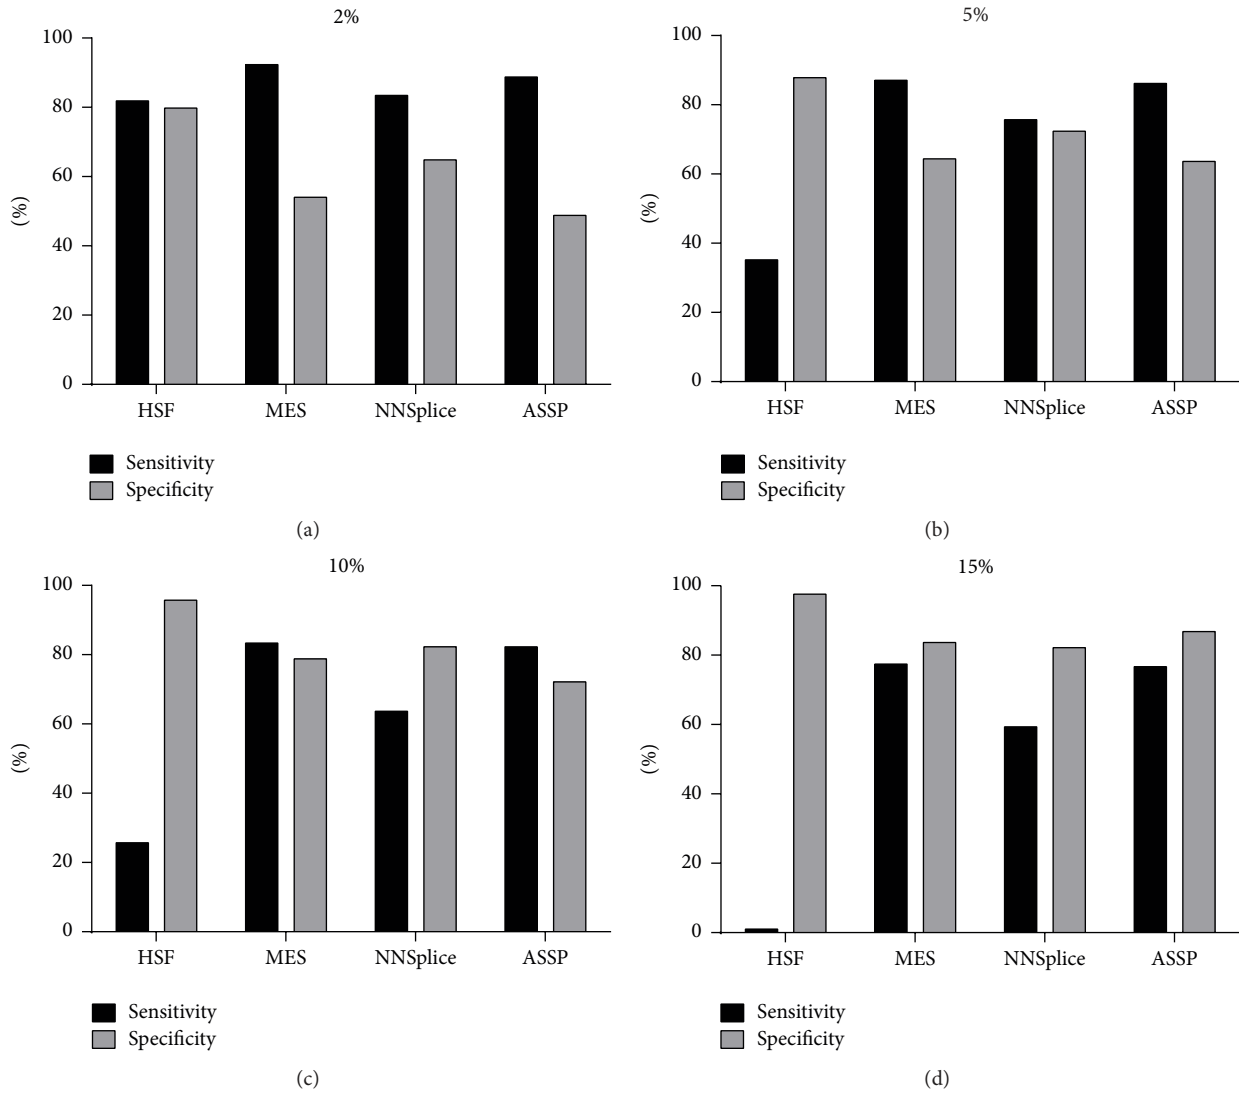 2%
100
80
60
40
20
0
(%)
HSF MES NNSplice ASSP
Sensitivity
Specificity
(a)
5%
100
80
60
40
20
0
(%)
HSF MES NNSplice ASSP
Sensitivity
Specificity
(b)
10%
100
80
60
40
20
0
(%)
HSF MES NNSplice ASSP
Sensitivity
Specificity
(c)
15%
100
80
60
40
20
0
(%)
HSF MES NNSplice ASSP
Sensitivity
Specificity
(d)